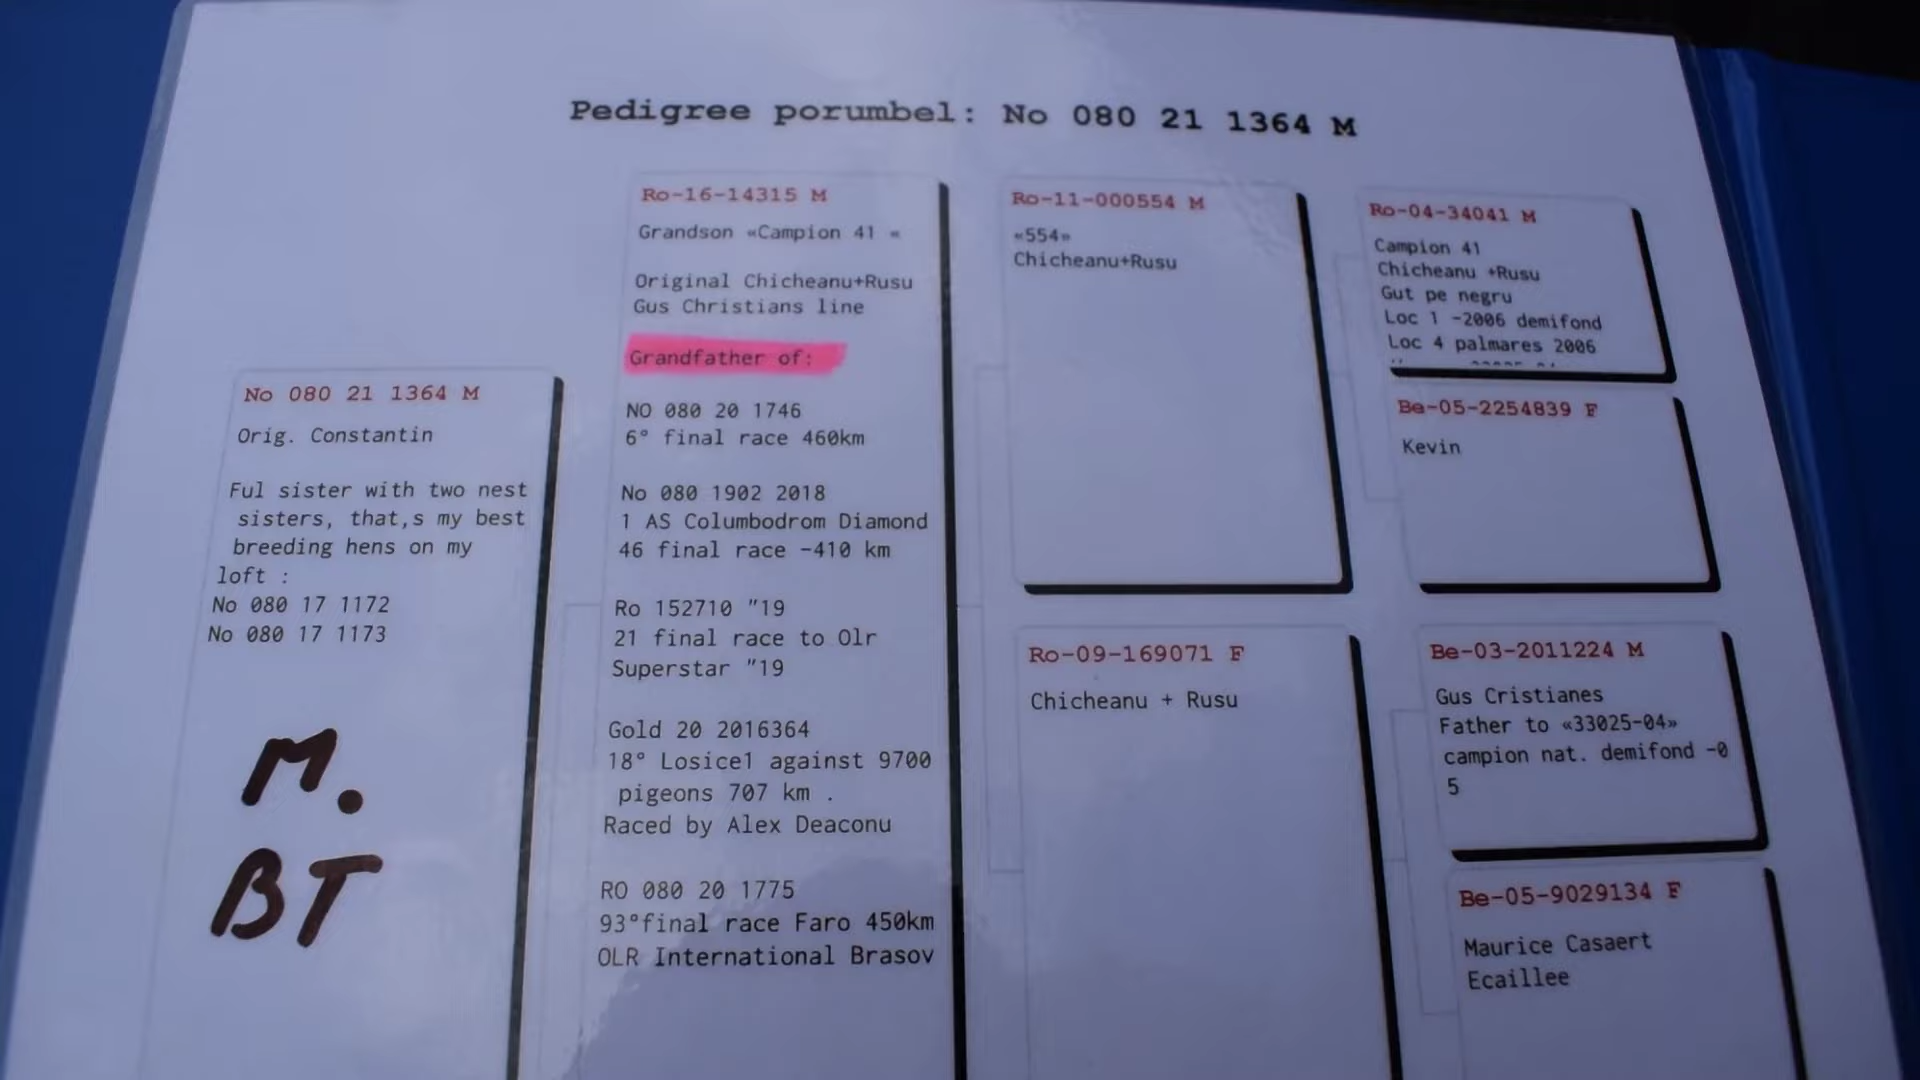 Pedigree porumbel: No 080 21 1364 M
No 080 21 1364 M
Orig. Constantin
Ful sister with two nest
sisters, that,s my best
breeding hens on my
loft :
No 080 17 1172
No 080 17 1173
M.
BT
Ro-16-14315 M
Grandson «Campion 41 «
Original Chicheanu+Rusu
Gus Christians line
Grandfather of:
NO 080 20 1746
6° final race 460km
No 080 1902 2018
1 AS Columbodrom Diamond
46 final race -410 km
Ro 152710 "19
21 final race to Olr
Superstar "19
Gold 20 2016364
18° Losice1 against 9700
pigeons 707 km .
Raced by Alex Deaconu
RO 080 20 1775
93°final race Faro 450km
OLR International Brasov
Ro-11-000554 M
«554»
Chicheanu+Rusu
Ro-09-169071 F
Chicheanu + Rusu
Ro-04-34041 M
Campion 41
Chicheanu +Rusu
Gut pe negru
Loc 1 -2006 demifond
Loc 4 palmares 2006
Be-05-2254839 F
Kevin
Be-03-2011224 M
Gus Cristianes
Father to «33025-04»
campion nat. demifond -0
5
Be-05-9029134 F
Maurice Casaert
Ecaillee